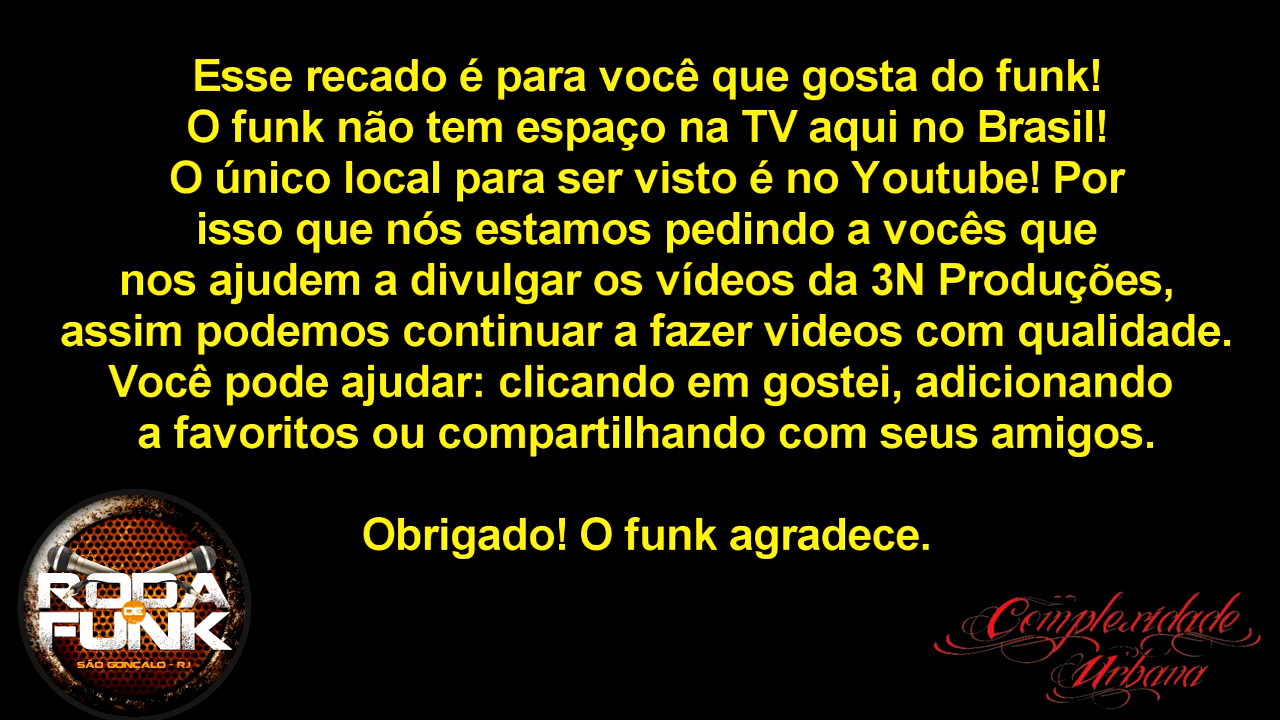 Esse recado é para você que gosta do funk!
O funk não tem espaço na TV aqui no Brasil!
O único local para ser visto é no Youtube! Por
isso que nós estamos pedindo a vocês que
nos ajudem a divulgar os vídeos da 3N Produções,
assim podemos continuar a fazer videos com qualidade.
Você pode ajudar: clicando em gostei, adicionando
a favoritos ou compartilhando com seus amigos.
Obrigado! O funk agradece.
RODA
DE
FUNK
SÃO GONÇALO - RJ
Complexidade
Urbana